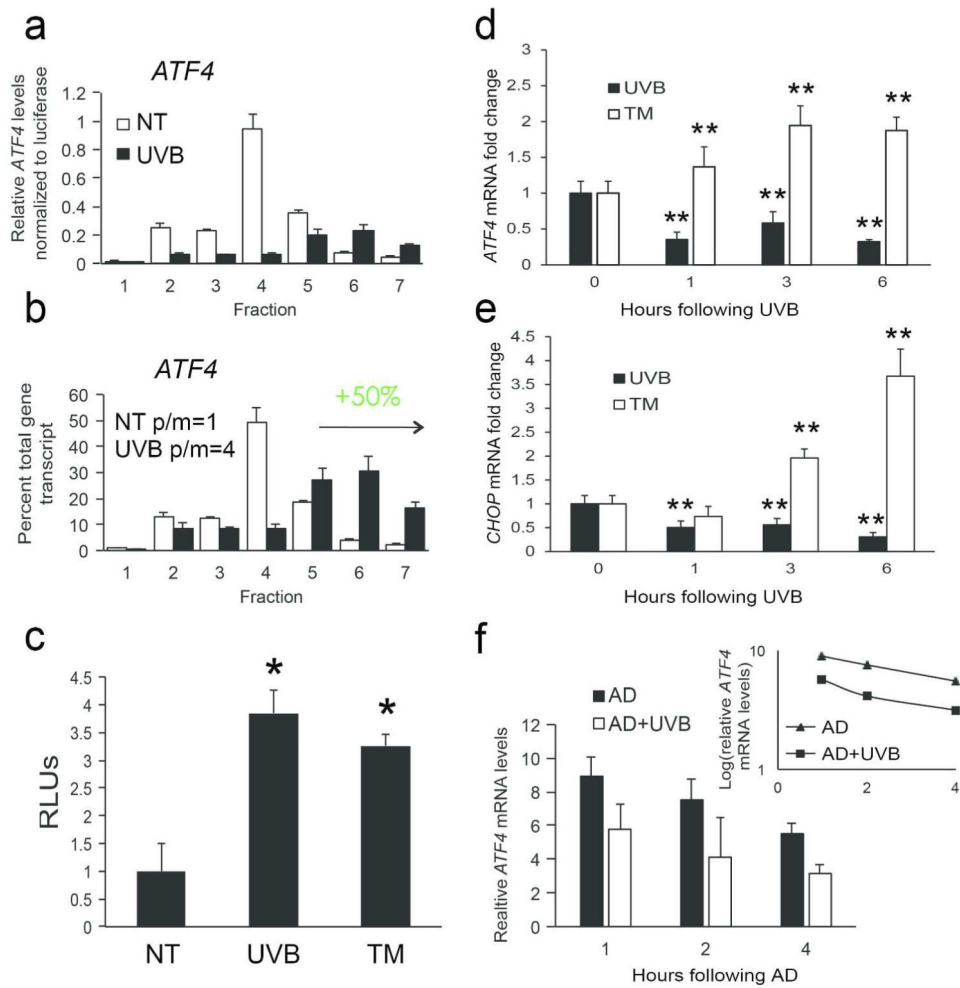 a
ATF4
Relative ATF4 levels
normalized to luciferase
1.2
1
0.8
0.6
0.4
0.2
0
NT
UVB
1 2 3 4 5 6 7
Fraction
b
ATF4
NT p/m=1
UVB p/m=4
+50%
Percent total gene
transcript
60
50
40
30
20
10
0
1 2 3 4 5 6 7
Fraction
c
RLUs
4.5
4
3.5
3
2.5
2
1.5
1
0.5
0
*
*
NT UVB TM
d
ATF4 mRNA fold change
3
2.5
2
1.5
1
0.5
0
UVB
TM
** ** **
** ** **
0 1 3 6
Hours following UVB
e
CHOP mRNA fold change
4.5
4
3.5
3
2.5
2
1.5
1
0.5
0
UVB
TM
** **
** ** **
0 1 3 6
Hours following UVB
f
Realtive ATF4 mRNA levels
12
10
8
6
4
2
0
AD
AD+UVB
1 2 4
Hours following AD
Log(relative ATF4
mRNA levels)
10
1
AD
AD+UVB
0 2 4